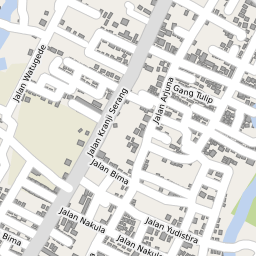 Jalan Watugede
Jalan Kranji Serang
Jalan Arjuna
Gang Tulip
Jalan Bima
Jalan Nakula
Jalan Yudistira
Bima
Jalan Nakula